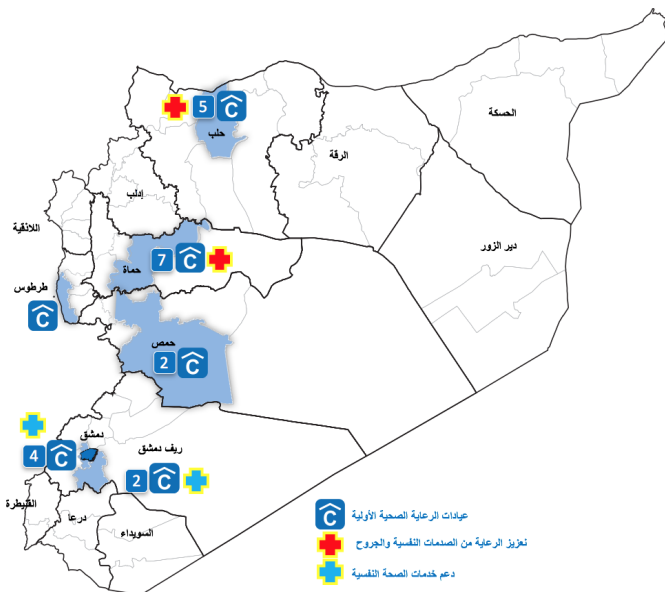 الحسكة
5 C
حلب
الرقة
إدلب
اللاذقية
دير الزور
7 C
حماة
طرطوس
C
حمص
2 C
دمشق
4 C
ريف دمشق
2 C
القنيطرة
درعا
السويداء
C عيادات الرعاية الصحية الأولية
تعزيز الرعاية من الصدمات النفسية والجروح
دعم خدمات الصحة النفسية